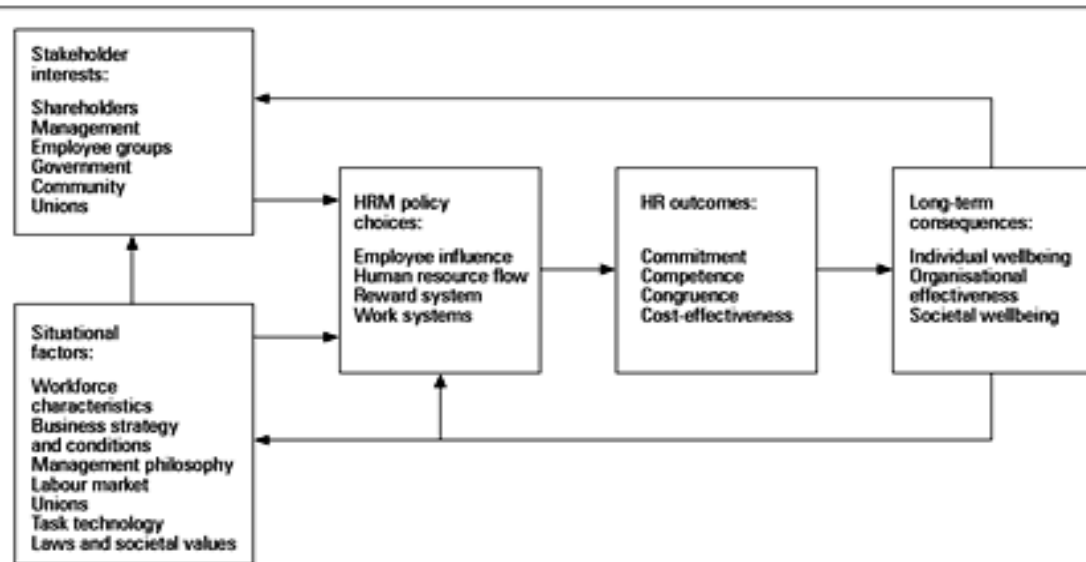 Stakeholder
interests:
Shareholders
Management
Employee groups
Government
Community
Unions
Situational
factors:
Workforce
characteristics
Business strategy
and conditions
Management philosophy
Labour market
Unions
Task technology
Laws and societal values
HRM policy
choices:
Employee influence
Human resource flow
Reward system
Work systems
HR outcomes:
Commitment
Competence
Congruence
Cost-effectiveness
Long-term
consequences:
Individual wellbeing
Organisational
effectiveness
Societal wellbeing